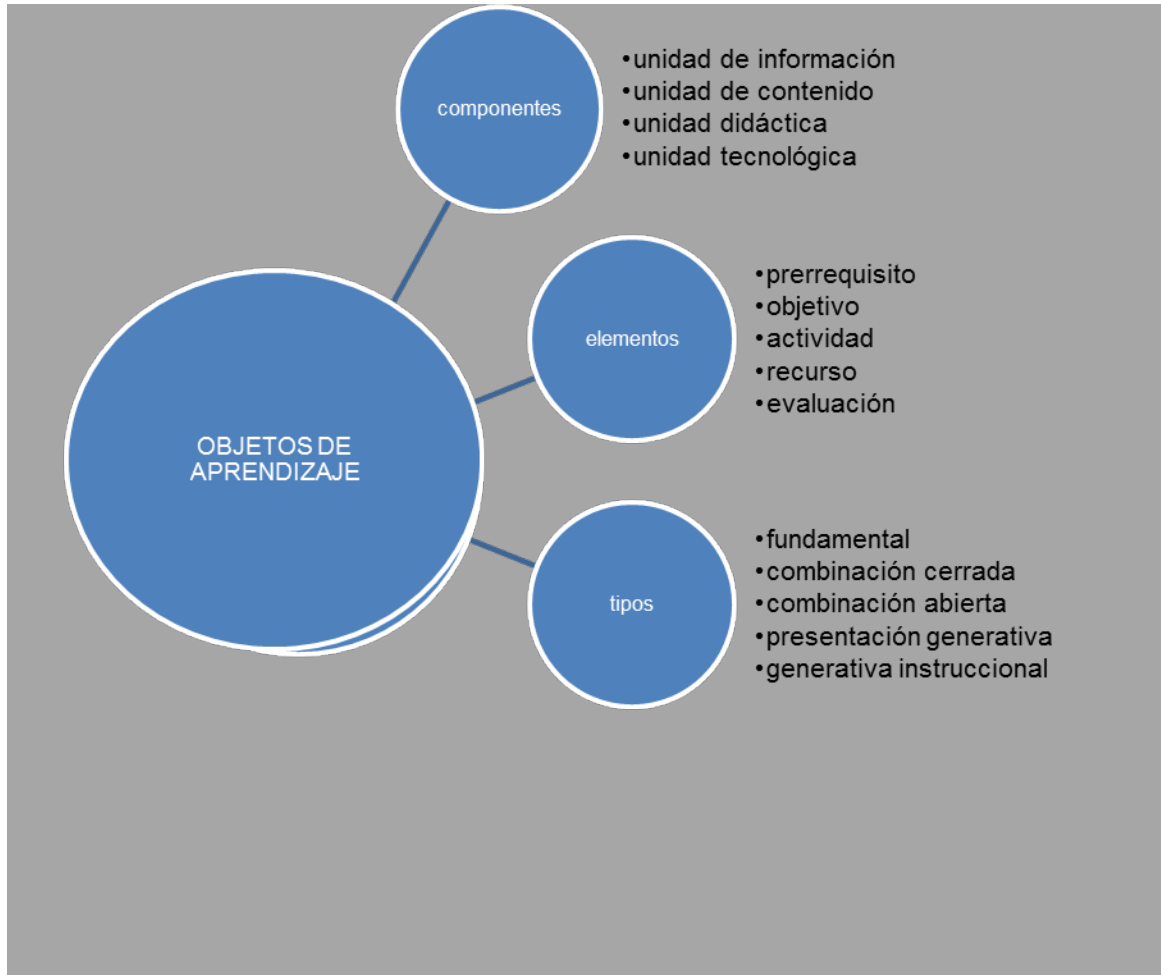 componentes
•unidad de información
•unidad de contenido
•unidad didáctica
•unidad tecnológica
elementos
•prerrequisito
•objetivo
•actividad
•recurso
•evaluación
OBJETOS DE
APRENDIZAJE
tipos
•fundamental
•combinación cerrada
•combinación abierta
•presentación generativa
•generativa instruccional